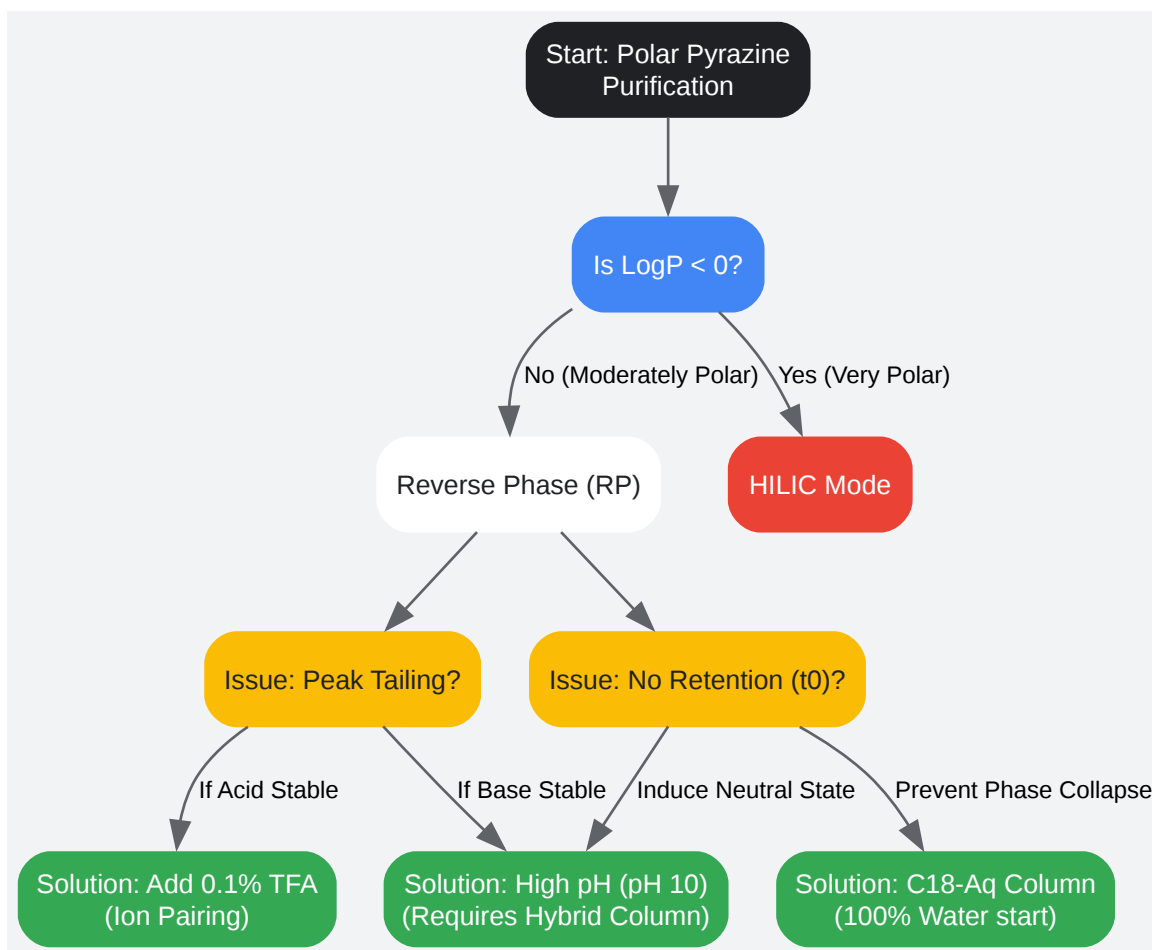 Start: Polar Pyrazine
Purification
Is LogP < 0?
No (Moderately Polar)
Yes (Very Polar)
Reverse Phase (RP)
HILIC Mode
Issue: Peak Tailing?
Issue: No Retention (t0)?
If Acid Stable
If Base Stable
Induce Neutral State
Prevent Phase Collapse
Solution: Add 0.1% TFA
(Ion Pairing)
Solution: High pH (pH 10)
(Requires Hybrid Column)
Solution: C18-Aq Column
(100% Water start)